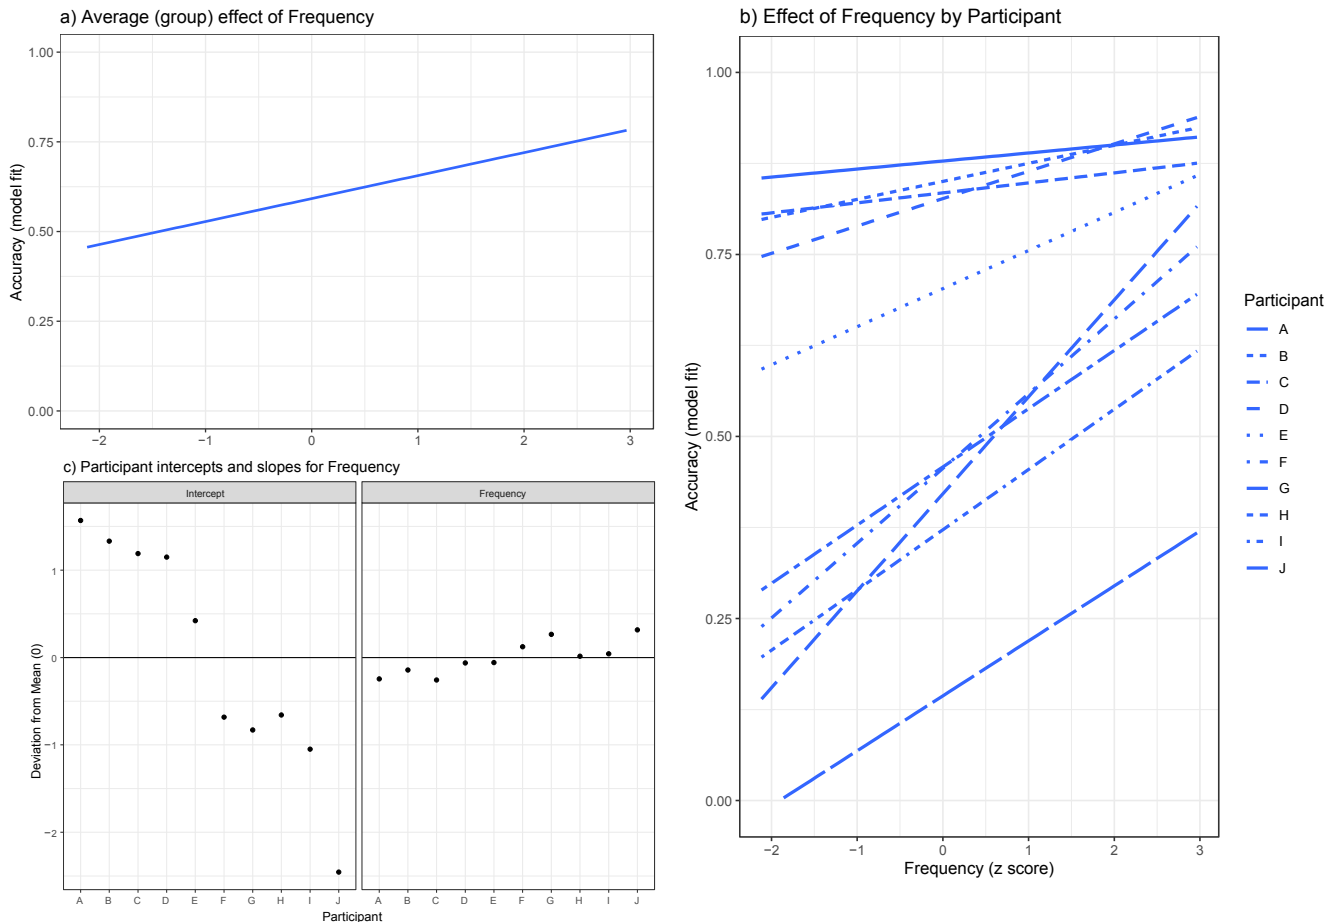 a) Average (group) effect of Frequency
Accuracy (model fit)
1.00
0.75
0.50
0.25
0.00
−2 −1 0 1 2 3
c) Participant intercepts and slopes for Frequency
Intercept Frequency
Deviation from Mean (0)
1
0
−1
−2
A B C D E F G H I J A B C D E F G H I J
Participant
b) Effect of Frequency by Participant
Accuracy (model fit)
1.00
0.75
0.50
0.25
0.00
−2 −1 0 1 2 3
Frequency (z score)
Participant
A
B
C
D
E
F
G
H
I
J